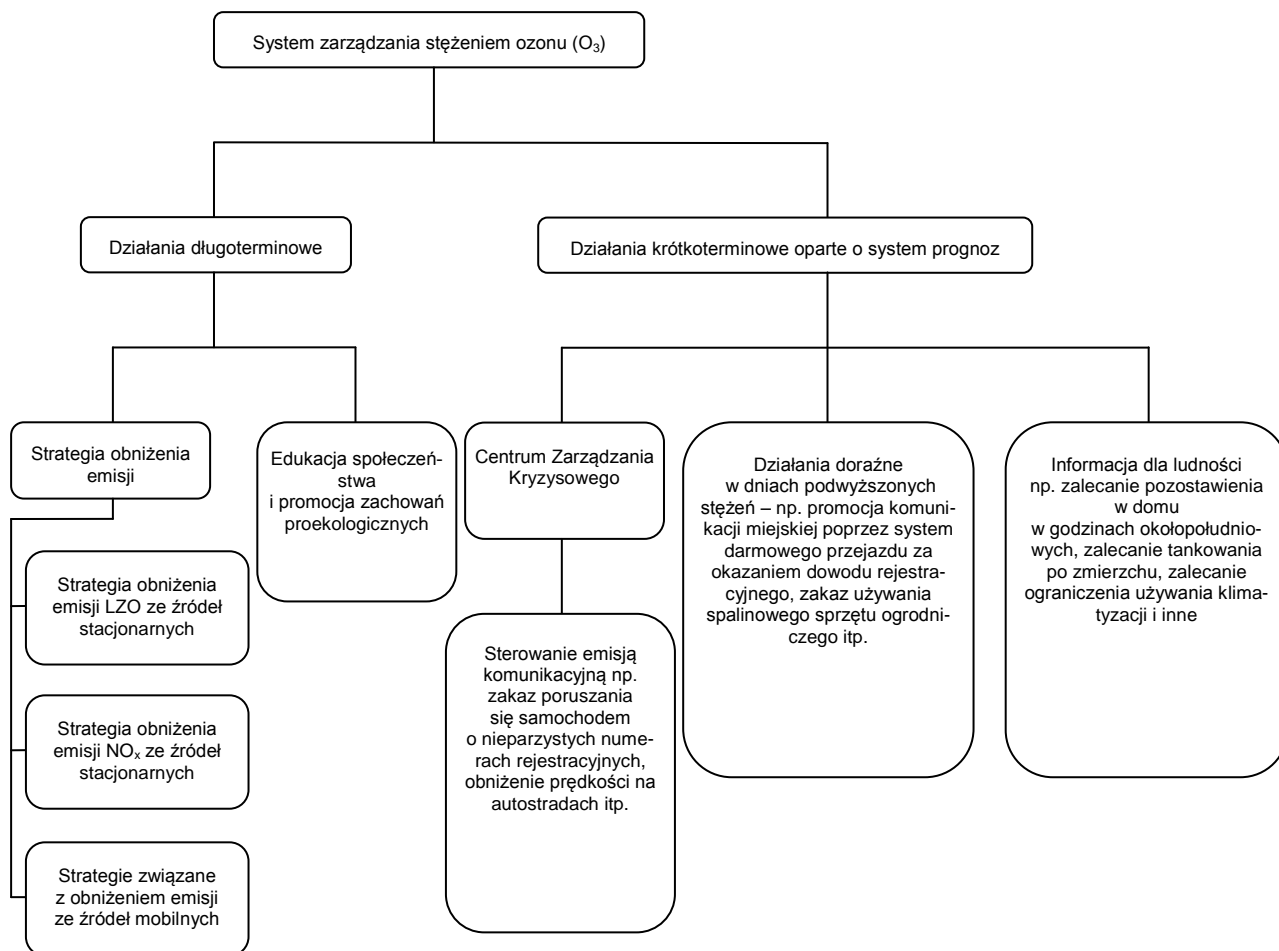 System zarządzania stężeniem ozonu (O₃)
Działania długoterminowe
Działania krótkoterminowe oparte o system prognoz
Strategia obniżenia
emisji
Edukacja społeczeń-
stwa
i promocja zachowań
proekologicznych
Centrum Zarządzania
Kryzysowego
Działania doraźne
w dniach podwyższonych
stężeń – np. promocja komuni-
kacji miejskiej poprzez system
darmowego przejazdu za
okazaniem dowodu rejestra-
cyjnego, zakaz używania
spalinowego sprzętu ogrodni-
czego itp.
Informacja dla ludności
np. zalecanie pozostawienia
w domu
w godzinach okołopołudnio-
wych, zalecanie tankowania
po zmierzchu, zalecanie
ograniczenia używania klima-
tyzacji i inne
Strategia obniżenia
emisji LZO ze źródeł
stacjonarnych
Strategia obniżenia
emisji NOₓ ze źródeł
stacjonarnych
Strategie związane
z obniżeniem emisji
ze źródeł mobilnych
Sterowanie emisją
komunikacyjną np.
zakaz poruszania
się samochodem
o nieparzystych nume-
rach rejestracyjnych,
obniżenie prędkości na
autostradach itp.